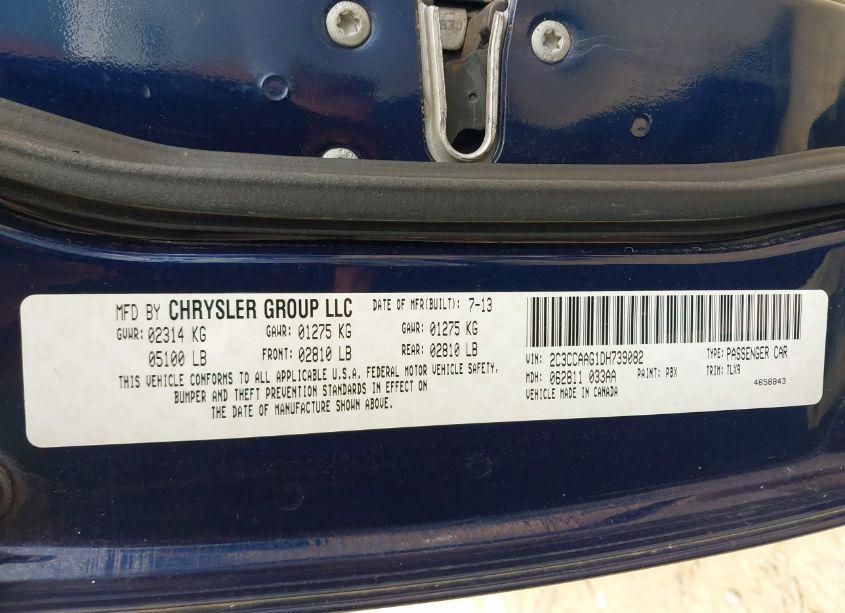 MFD BY CHRYSLER GROUP LLC DATE OF MFR(BUILT): 7-13
GVWR: 02314 KG GAWR: 01275 KG GAWR: 01275 KG
05100 LB FRONT: 02810 LB REAR: 02810 LB
THIS VEHICLE CONFORMS TO ALL APPLICABLE U.S.A. FEDERAL MOTOR VEHICLE SAFETY,
BUMPER AND THEFT PREVENTION STANDARDS IN EFFECT ON
THE DATE OF MANUFACTURE SHOWN ABOVE.
VIN: 2C3CCAAG1DH739082 TYPE: PASSENGER CAR
MDH: 062811 033AA PAINT: PBX TRIM: TLX9
VEHICLE MADE IN CANADA 4658843